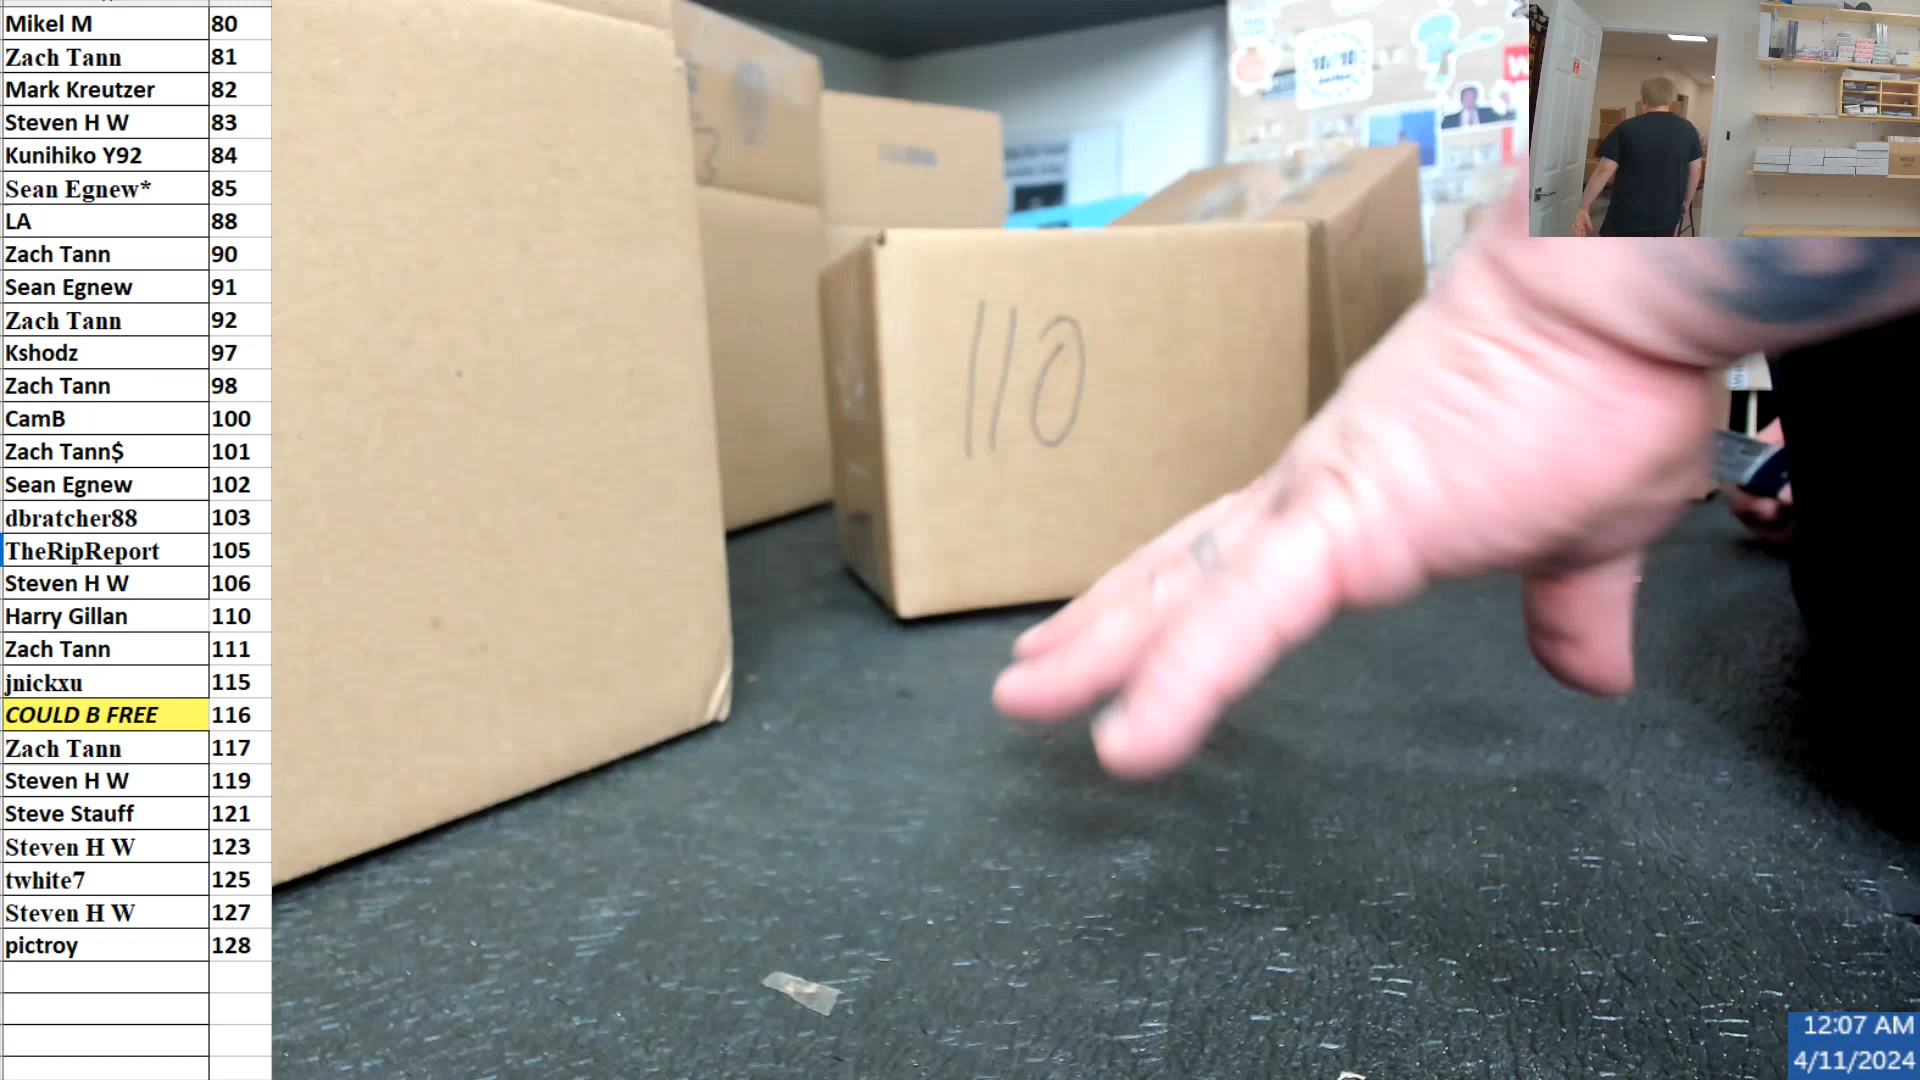 Mikel M 80
Zach Tann 81
Mark Kreutzer 82
Steven H W 83
Kunihiko Y92 84
Sean Egnew* 85
LA 88
Zach Tann 90
Sean Egnew 91
Zach Tann 92
Kshodz 97
Zach Tann 98
CamB 100
Zach Tann$ 101
Sean Egnew 102
dbratcher88 103
TheRipReport 105
Steven H W 106
Harry Gillan 110
Zach Tann 111
jnickxu 115
COULD B FREE 116
Zach Tann 117
Steven H W 119
Steve Stauff 121
Steven H W 123
twhite7 125
Steven H W 127
pictroy 128
3
110
12:07 AM
4/11/2024